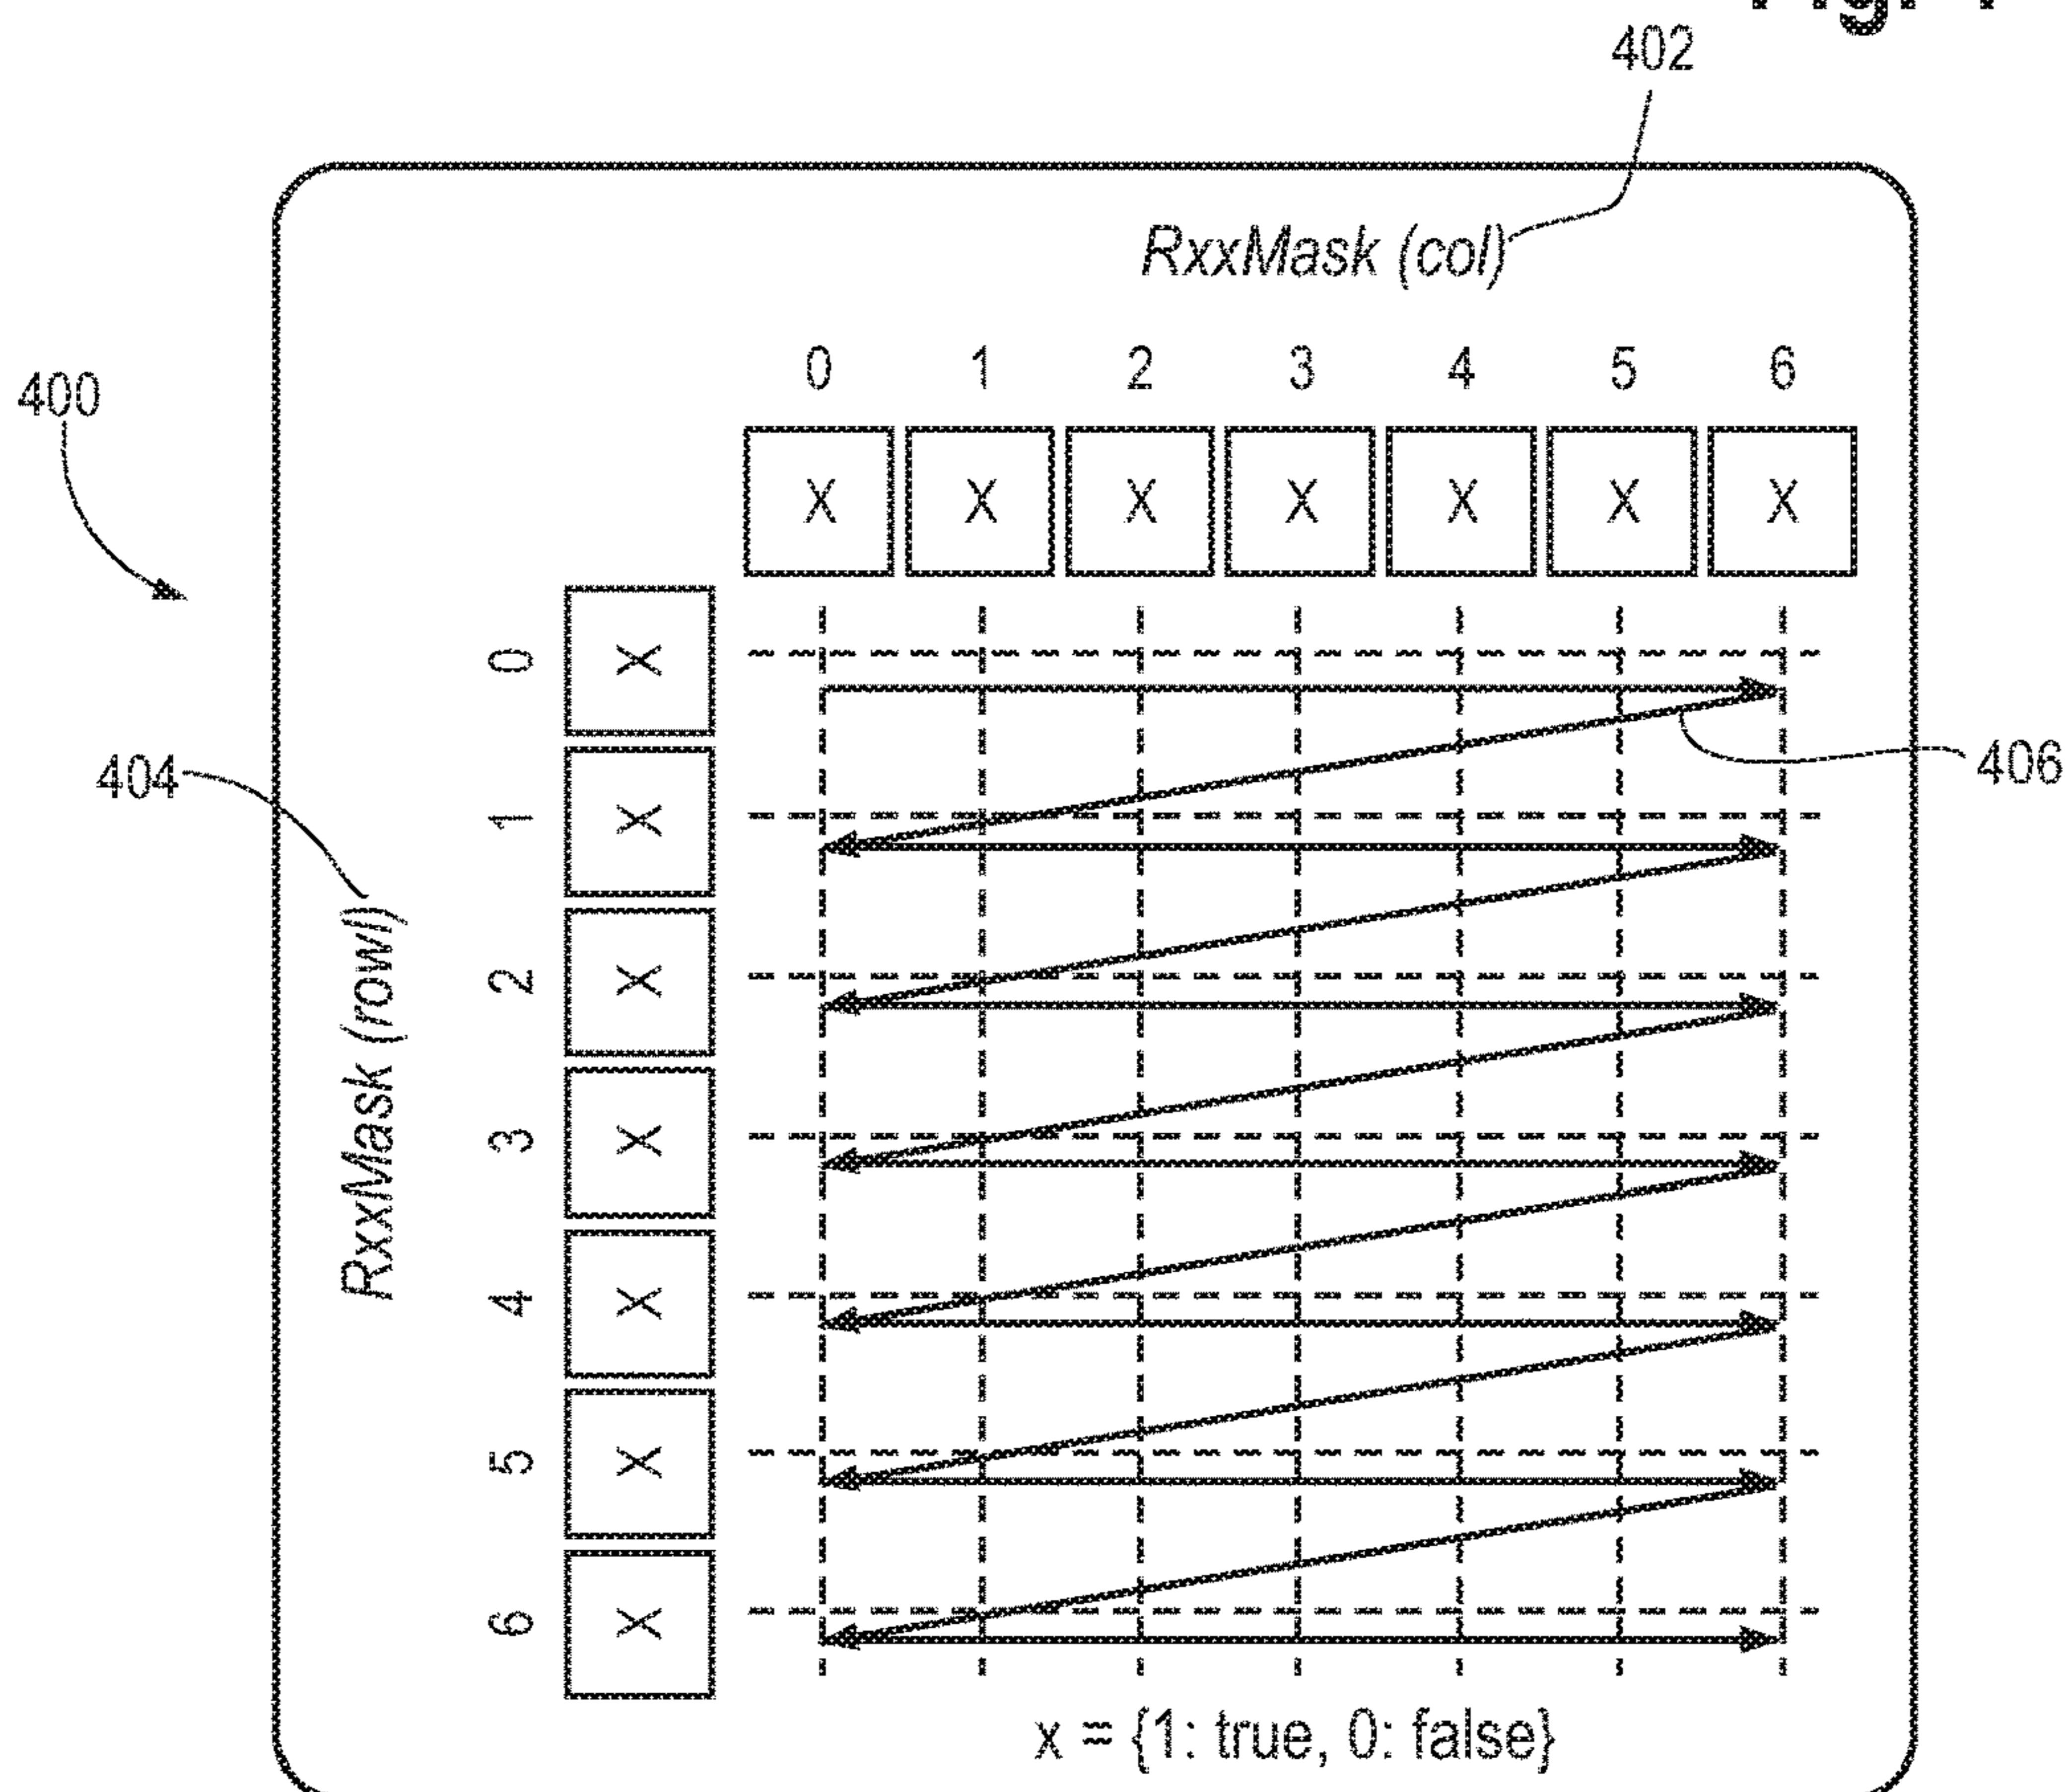 402
RxxMask (col)
400
0 1 2 3 4 5 6
X X X X X X X
0 X
1 X
404
406
2 X
RxxMask (rowl)
3 X
4 X
5 X
6 X
x = {1: true, 0: false}